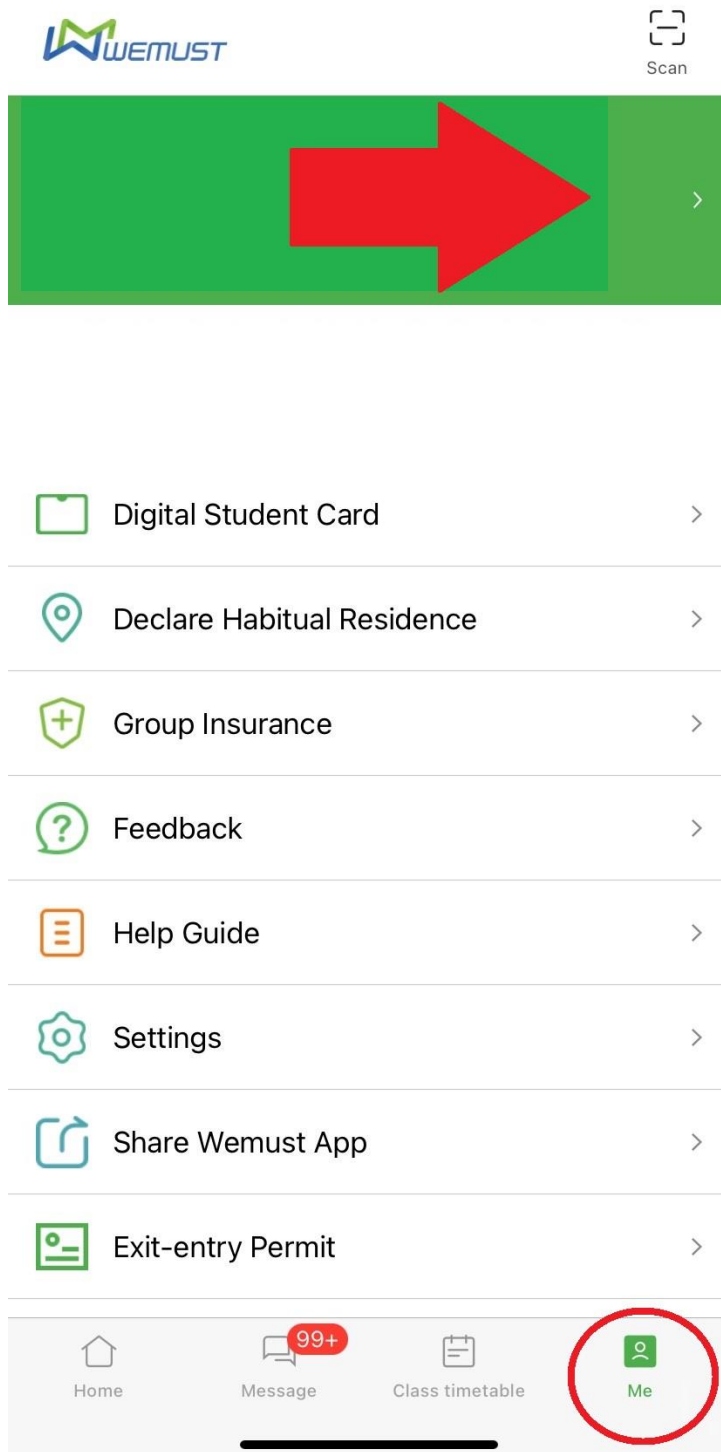 WEMUST
Scan
Digital Student Card
Declare Habitual Residence
Group Insurance
Feedback
Help Guide
Settings
Share Wemust App
Exit-entry Permit
99+
Home
Message
Class timetable
Me